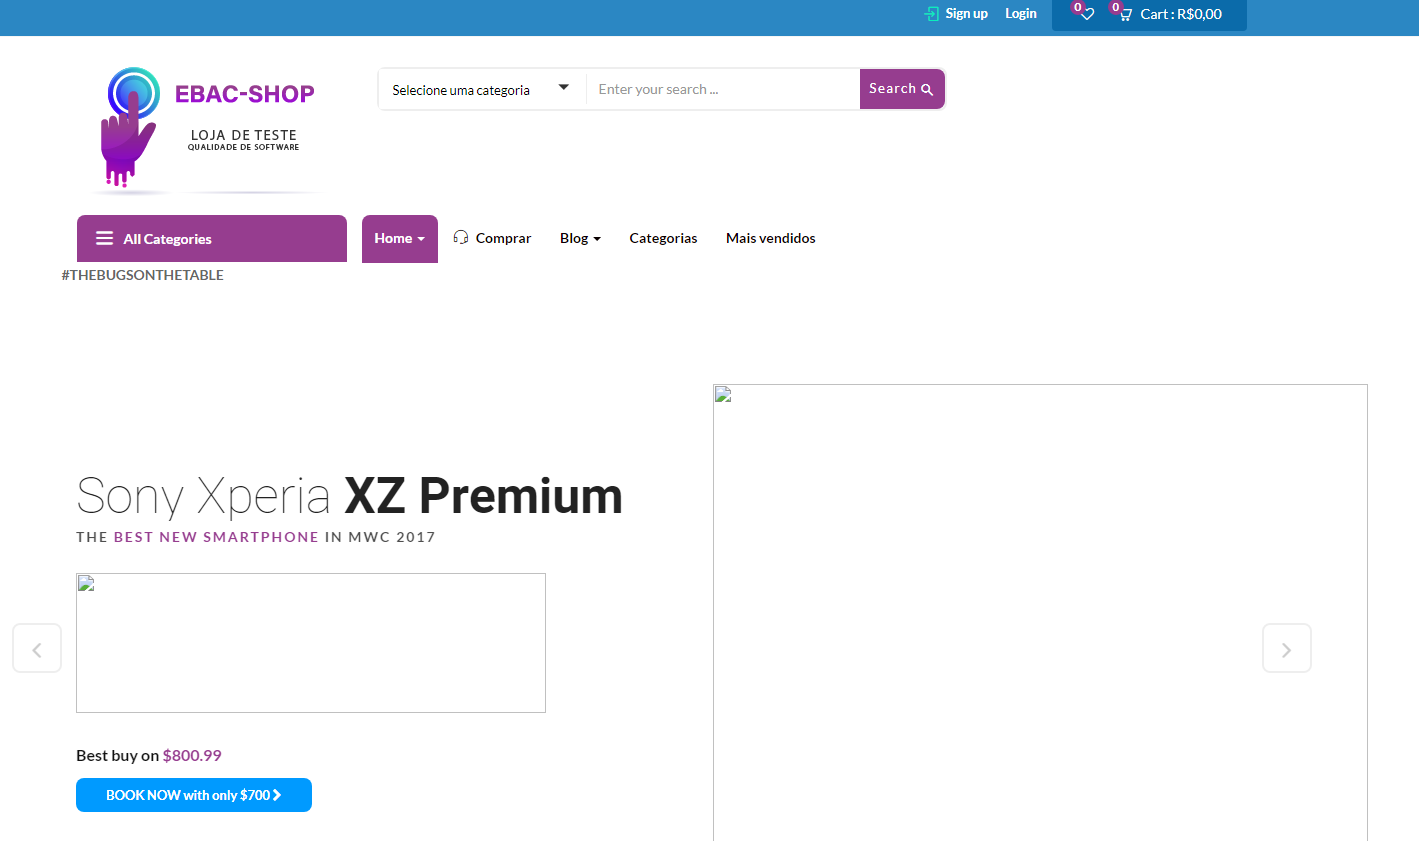 Sign up
Login
0
0
Cart : R$0,00
EBAC-SHOP
LOJA DE TESTE
QUALIDADE DE SOFTWARE
Selecione uma categoria
Enter your search ...
Search
All Categories
Home
Comprar
Blog
Categorias
Mais vendidos
#THEBUGSONTHETABLE
Sony Xperia XZ Premium
THE BEST NEW SMARTPHONE IN MWC 2017
Best buy on $800.99
BOOK NOW with only $700